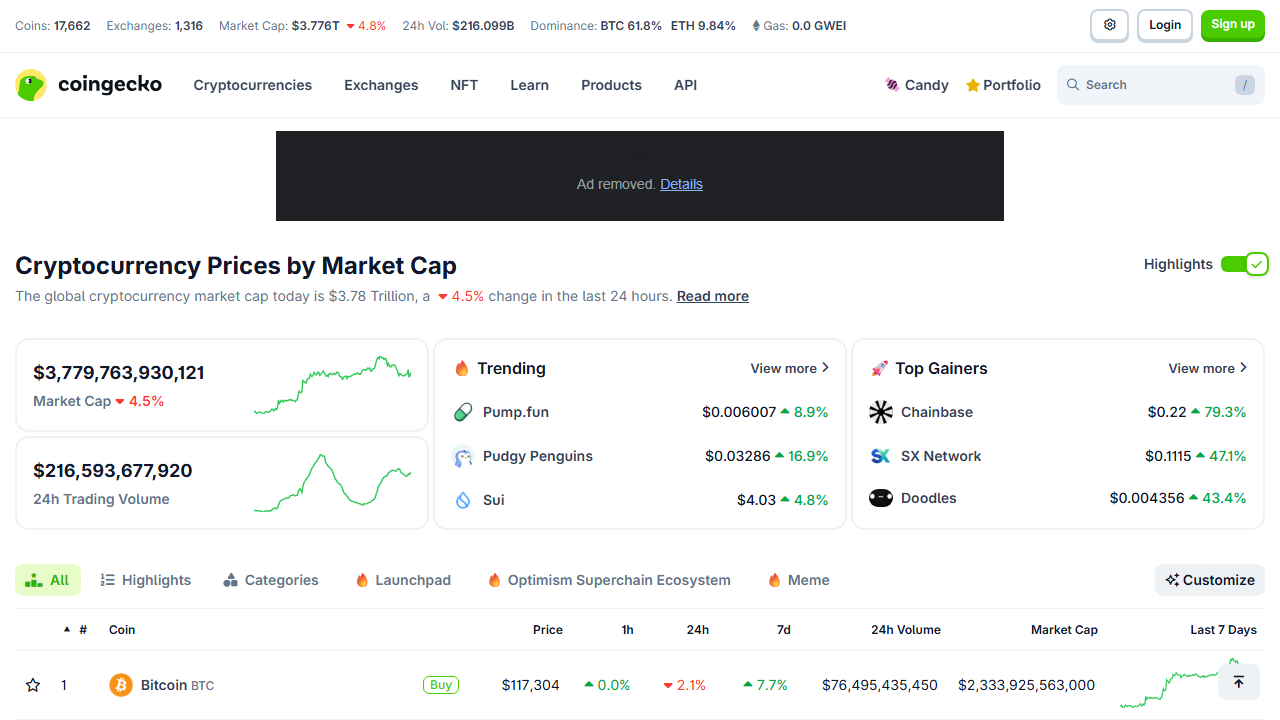 Coins: 17,662 Exchanges: 1,316 Market Cap: $3.776T 4.8% 24h Vol: $216.099B Dominance: BTC 61.8% ETH 9.84% Gas: 0.0 GWEI Login Sign up
coingecko Cryptocurrencies Exchanges NFT Learn Products API Candy Portfolio Search /
Ad removed. Details
Cryptocurrency Prices by Market Cap Highlights
The global cryptocurrency market cap today is $3.78 Trillion, a 4.5% change in the last 24 hours. Read more
$3,779,763,930,121
Market Cap 4.5%
$216,593,677,920
24h Trading Volume
Trending View more
Pump.fun $0.006007 8.9%
Pudgy Penguins $0.03286 16.9%
Sui $4.03 4.8%
Top Gainers View more
Chainbase $0.22 79.3%
SX Network $0.1115 47.1%
Doodles $0.004356 43.4%
All Highlights Categories Launchpad Optimism Superchain Ecosystem Meme Customize
# Coin Price 1h 24h 7d 24h Volume Market Cap Last 7 Days
1 Bitcoin BTC Buy $117,304 0.0% 2.1% 7.7% $76,495,435,450 $2,333,925,563,000